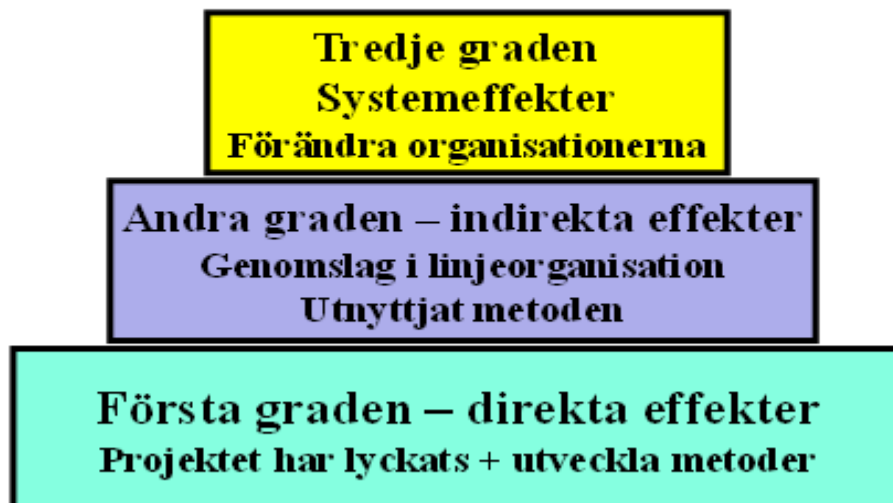 Tredje graden
Systemeffekter
Förändra organisationerna
Andra graden – indirekta effekter
Genomslag i linjeorganisation
Utnyttjat metoden
Första graden – direkta effekter
Projektet har lyckats + utveckla metoder